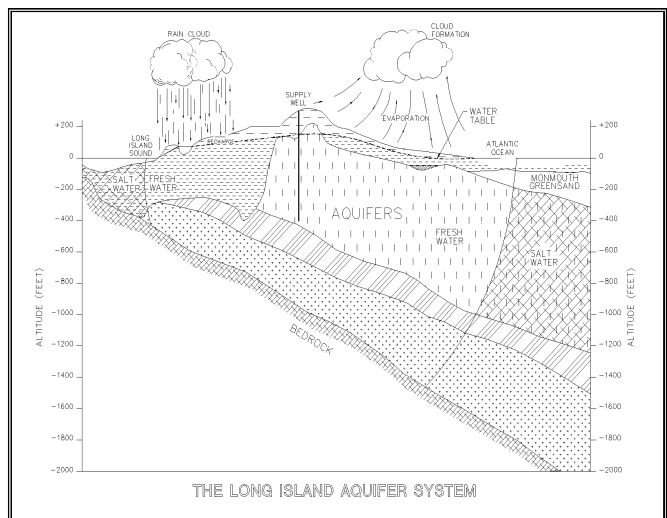 RAIN CLOUD
CLOUD
FORMATION
SUPPLY
WELL
EVAPORATION
WATER
TABLE
LONG
ISLAND
SOUND
RECHARGE
ATLANTIC
OCEAN
+200
0
-200
-400
-600
-800
-1000
-1200
-1400
-1600
-1800
-2000
ALTITUDE (FEET)
SALT
WATER
FRESH
WATER
AQUIFERS
FRESH
WATER
MONMOUTH
GREENSAND
SALT
WATER
BEDROCK
+200
0
-200
-400
-600
-800
-1000
-1200
-1400
-1600
-1800
-2000
ALTITUDE (FEET)
THE LONG ISLAND AQUIFER SYSTEM